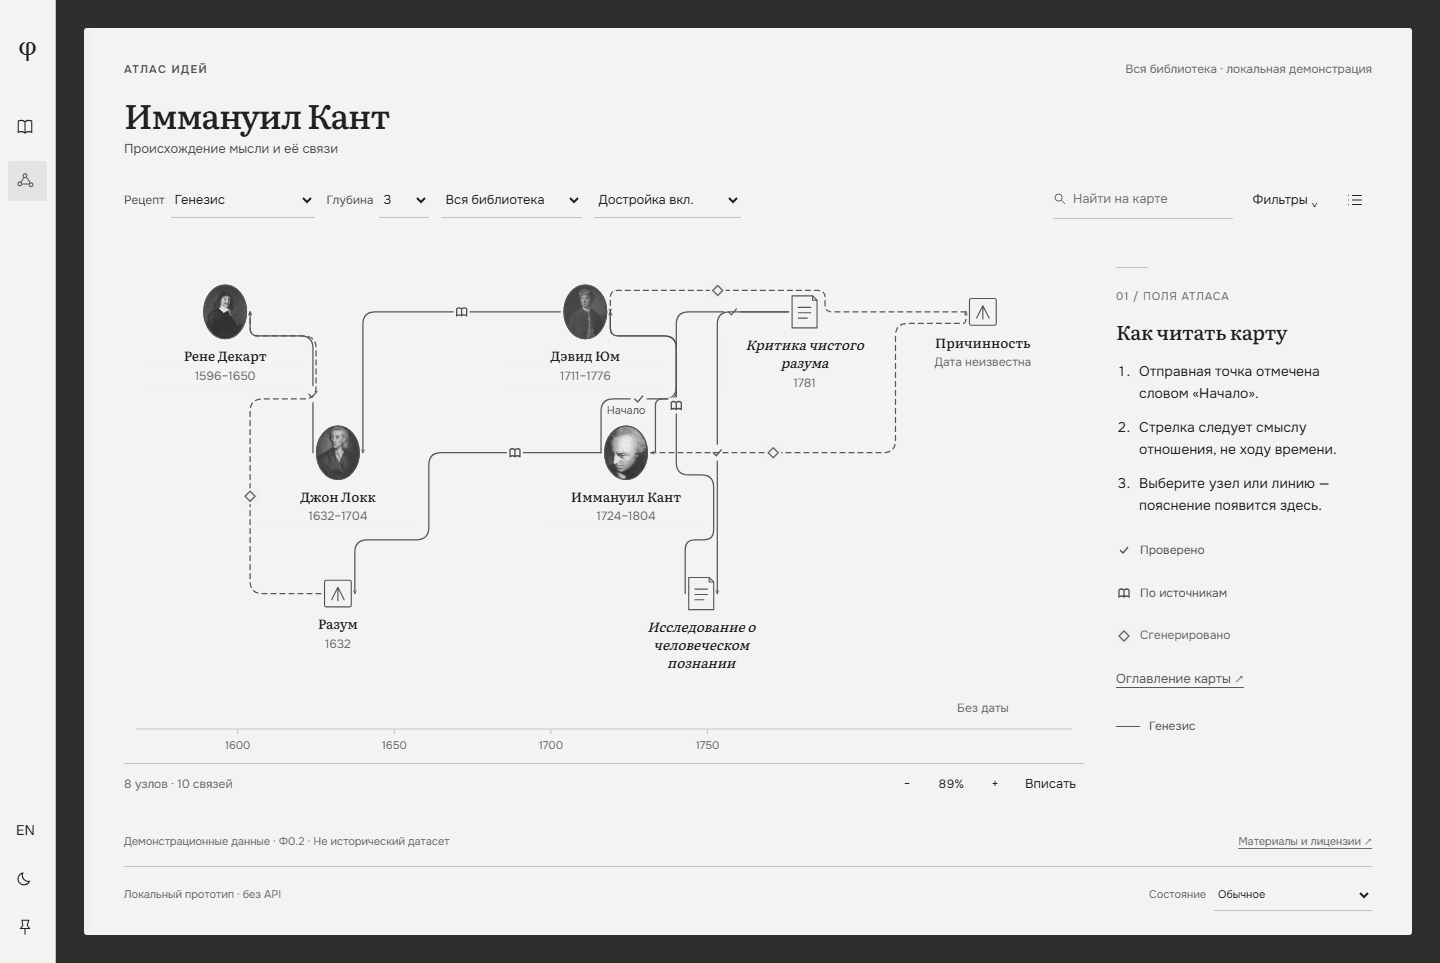 φ
АТЛАС ИДЕЙ
Вся библиотека · локальная демонстрация
Иммануил Кант
Происхождение мысли и её связи
Рецепт Генезис Глубина 3 Вся библиотека Достройка вкл.
Найти на карте Фильтры
Рене Декарт
1596–1650
Дэвид Юм
1711–1776
Критика чистого
разума
1781
Причинность
Дата неизвестна
Начало
Джон Локк
1632–1704
Иммануил Кант
1724–1804
Разум
1632
Исследование о
человеческом
познании
Без даты
1600 1650 1700 1750
8 узлов · 10 связей
− 89% + Вписать
01 / ПОЛЯ АТЛАСА
Как читать карту
1. Отправная точка отмечена
словом «Начало».
2. Стрелка следует смыслу
отношения, не ходу времени.
3. Выберите узел или линию —
пояснение появится здесь.
Проверено
По источникам
Сгенерировано
Оглавление карты ↗
Генезис
EN
Демонстрационные данные · Ф0.2 · Не исторический датасет
Материалы и лицензии ↗
Локальный прототип · без API
Состояние Обычное